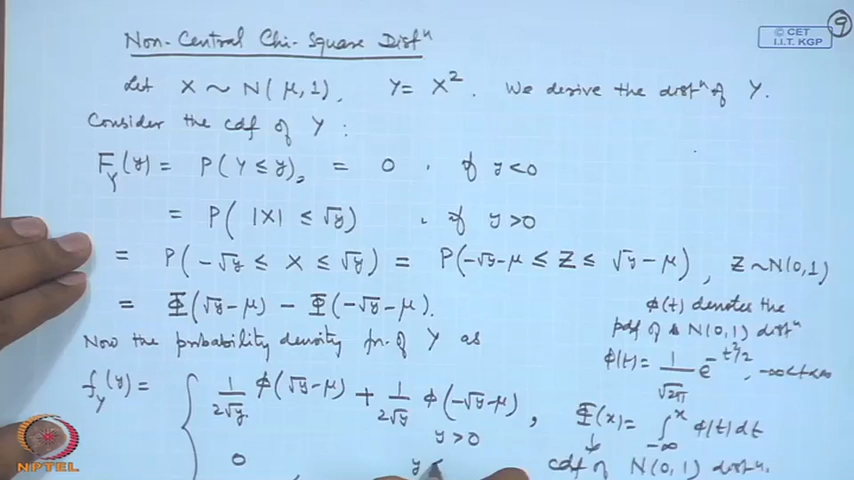 Non-Central Chi-Square Distⁿ
© CET
I.I.T. KGP
9
Let X ~ N(μ,1), Y = X². We derive the distⁿ of Y.
Consider the cdf of Y :
F_Y(y) = P(Y ≤ y) = 0 , if y<0
= P( |X| ≤ √y ) , if y >0
= P( -√y ≤ X ≤ √y ) = P( -√y-μ ≤ Z ≤ √y-μ ) , Z ~ N(0,1)
= Φ(√y-μ) - Φ(-√y-μ).
Now the probability density fn. of Y as
f_Y(y) = { 1/(2√y) ϕ(√y-μ) + 1/(2√y) ϕ(-√y-μ) ,
y > 0
0 y
ϕ(t) denotes the
pdf of N(0,1) distⁿ
ϕ(t) = 1/√2π e^{-t²/2} , -∞<t<∞
Φ(x) = ∫_{-∞}^{x} ϕ(t) dt
↓
cdf of N(0,1) distⁿ.
NPTEL